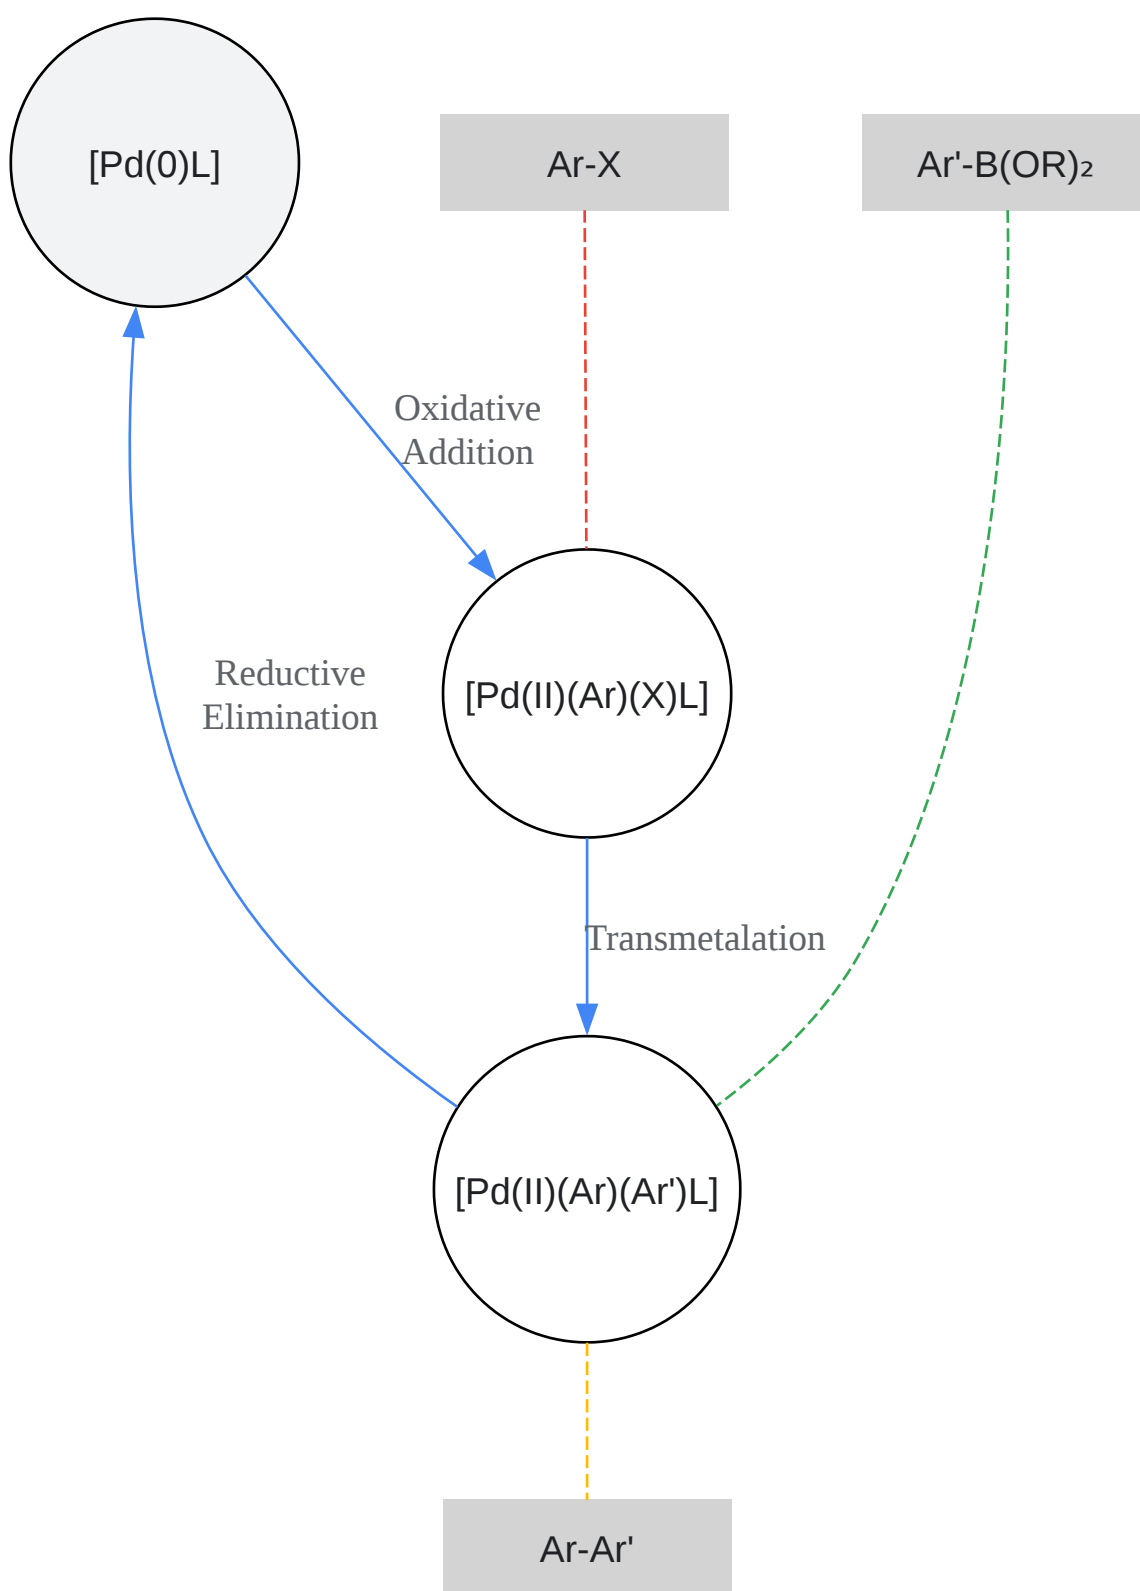 [Pd(0)L]
Ar-X
Ar'-B(OR)₂
Oxidative
Addition
Reductive
Elimination
[Pd(II)(Ar)(X)L]
Transmetalation
[Pd(II)(Ar)(Ar')L]
Ar-Ar'